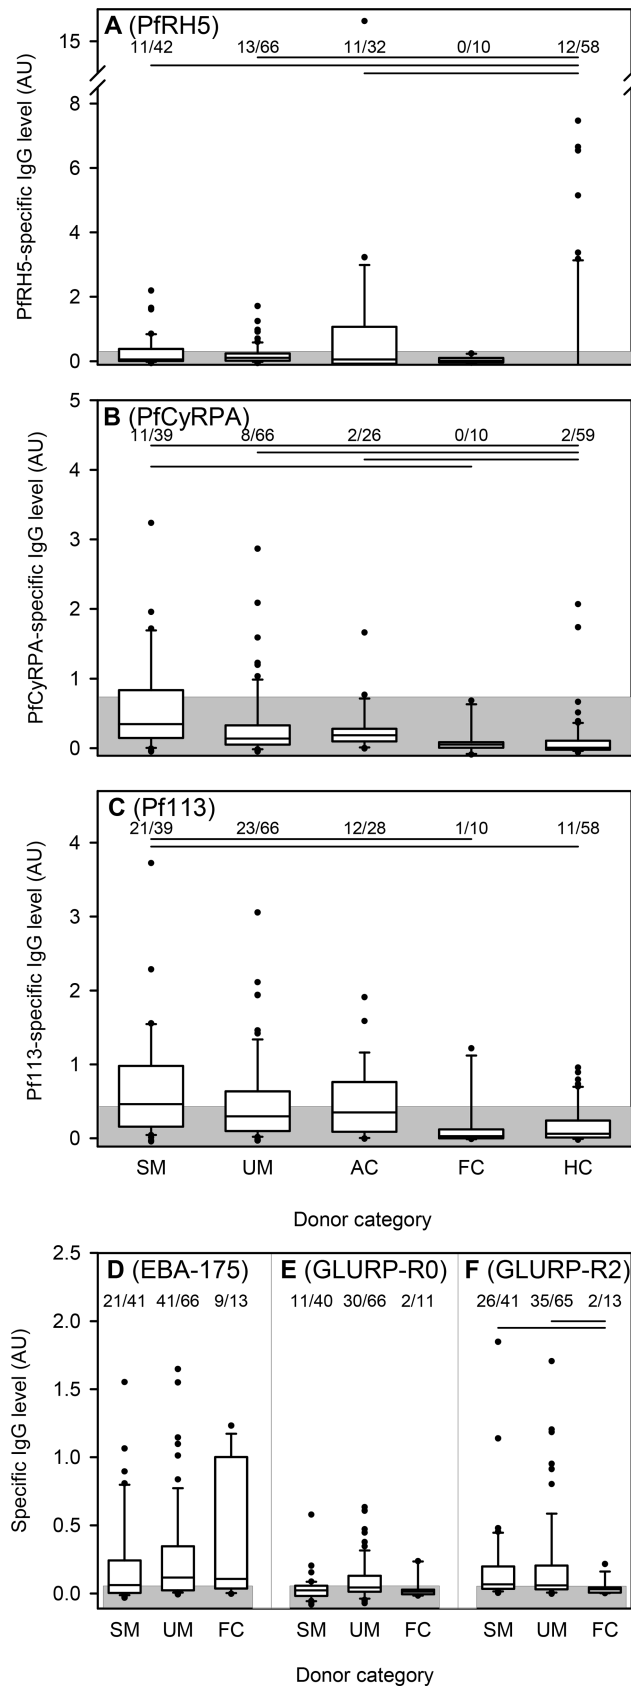 A (PfRH5)
11/42 13/66 11/32 0/10 12/58
15
8
6
4
2
0
PfRH5-specific IgG level (AU)
B (PfCyRPA)
11/39 8/66 2/26 0/10 2/59
5
4
3
2
1
0
PfCyRPA-specific IgG level (AU)
C (Pf113)
21/39 23/66 12/28 1/10 11/58
4
3
2
1
0
Pf113-specific IgG level (AU)
SM UM AC FC HC
Donor category
D (EBA-175) E (GLURP-R0) F (GLURP-R2)
21/41 41/66 9/13 11/40 30/66 2/11 26/41 35/65 2/13
2.5
2.0
1.5
1.0
0.5
0.0
Specific IgG level (AU)
SM UM FC SM UM FC SM UM FC
Donor category